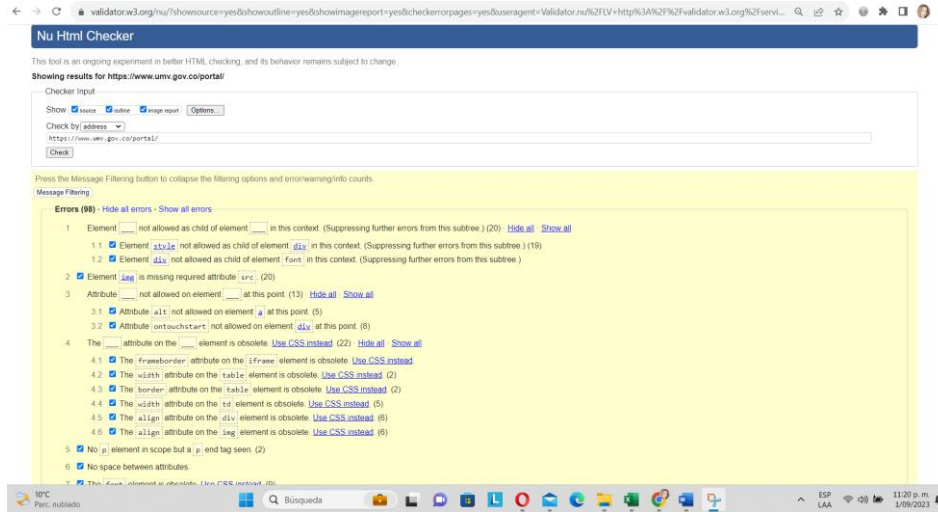 validator.w3.org/nu/?showsource=yes&showoutline=yes&showimagereport=yes&checkerrorpages=yes&useragent=Validator.nu%2FLV+http%3A%2F%2Fvalidator.w3.org%2Fservi...
Nu Html Checker
This tool is an ongoing experiment in better HTML checking, and its behavior remains subject to change
Showing results for https://www.umv.gov.co/portal/
Checker Input
Show source outline image report Options...
Check by address
https://www.umv.gov.co/portal/
Check
Press the Message Filtering button to collapse the filtering options and error/warning/info counts.
Message Filtering
Errors (98) · Hide all errors · Show all errors
1 Element ___ not allowed as child of element ___ in this context. (Suppressing further errors from this subtree.) (20) · Hide all · Show all
1.1 Element style not allowed as child of element div in this context. (Suppressing further errors from this subtree.) (19)
1.2 Element div not allowed as child of element font in this context. (Suppressing further errors from this subtree.)
2 Element img is missing required attribute src. (20)
3 Attribute ___ not allowed on element ___ at this point. (13) · Hide all · Show all
3.1 Attribute alt not allowed on element a at this point. (5)
3.2 Attribute ontouchstart not allowed on element div at this point. (8)
4 The ___ attribute on the ___ element is obsolete. Use CSS instead. (22) · Hide all · Show all
4.1 The frameborder attribute on the iframe element is obsolete. Use CSS instead.
4.2 The width attribute on the table element is obsolete. Use CSS instead. (2)
4.3 The border attribute on the table element is obsolete. Use CSS instead. (2)
4.4 The width attribute on the td element is obsolete. Use CSS instead. (5)
4.5 The align attribute on the div element is obsolete. Use CSS instead. (6)
4.6 The align attribute on the img element is obsolete. Use CSS instead. (6)
5 No p element in scope but a p end tag seen. (2)
6 No space between attributes.
7 The font element is obsolete. Use CSS instead. (9)
10°C
Parc. nublado
Búsqueda
ESP
LAA
11:20 p. m.
1/09/2023